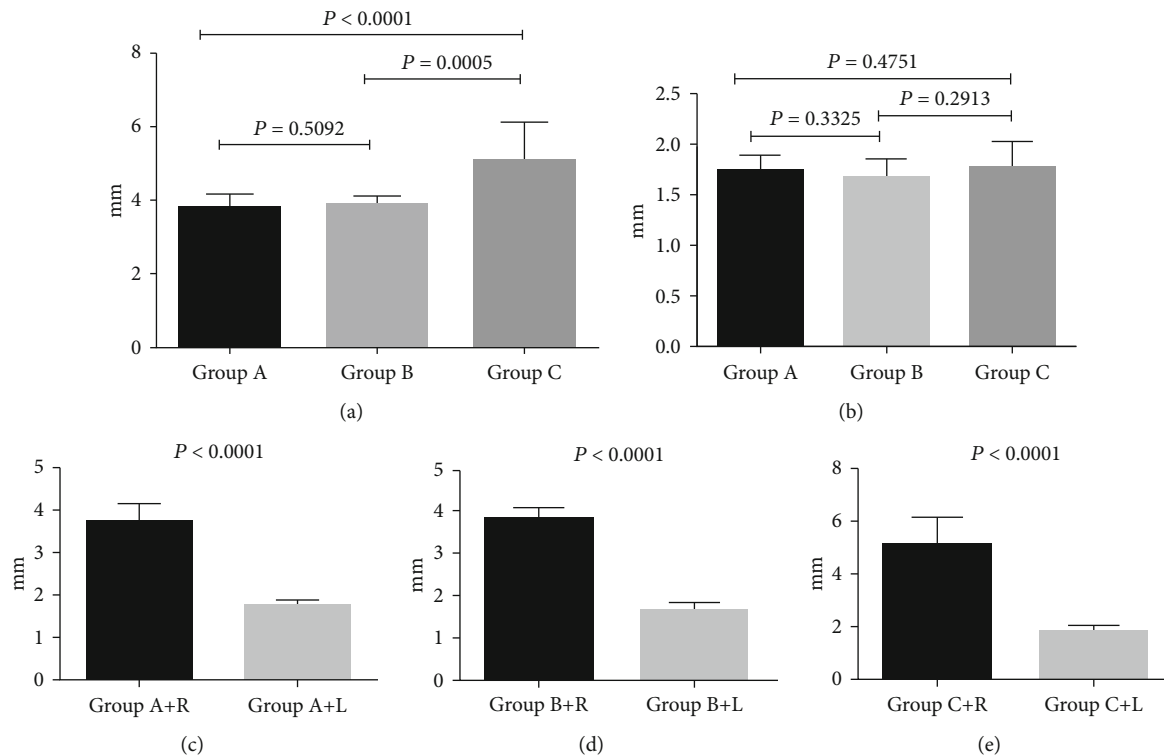 P < 0.0001
P = 0.0005
P = 0.5092
8
6
4
2
0
mm
Group A Group B Group C
(a)
P = 0.4751
P = 0.2913
P = 0.3325
2.5
2.0
1.5
1.0
0.5
0.0
mm
Group A Group B Group C
(b)
P < 0.0001
5
4
3
2
1
0
mm
Group A+R Group A+L
(c)
P < 0.0001
5
4
3
2
1
0
mm
Group B+R Group B+L
(d)
P < 0.0001
8
6
4
2
0
mm
Group C+R Group C+L
(e)